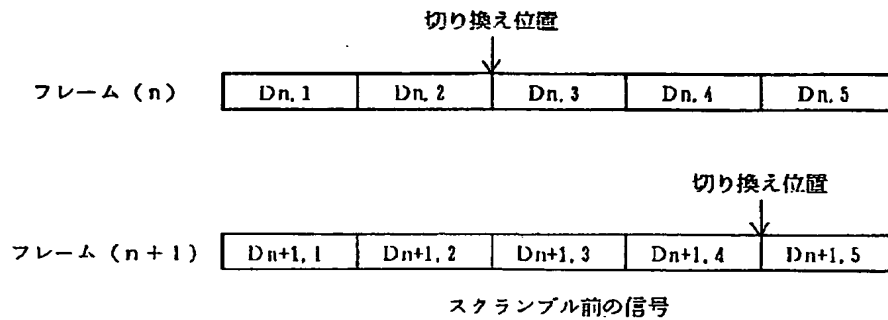 切り換え位置
フレーム (n) Dn,1 Dn,2 Dn,3 Dn,4 Dn,5
切り換え位置
フレーム (n+1) Dn+1,1 Dn+1,2 Dn+1,3 Dn+1,4 Dn+1,5
スクランブル前の信号